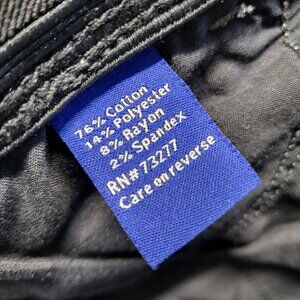 76% Cotton
14% Polyester
8% Rayon
2% Spandex
RN# 73277
Care on reverse